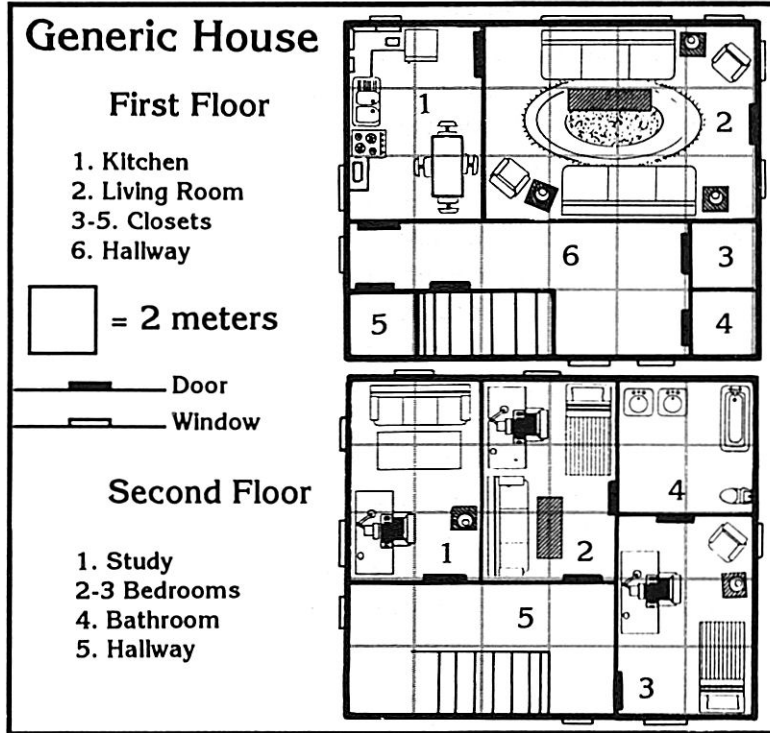 Generic House
First Floor
1. Kitchen
2. Living Room
3-5. Closets
6. Hallway
= 2 meters
Door
Window
Second Floor
1. Study
2-3 Bedrooms
4. Bathroom
5. Hallway
1
2
6
3
5
4
4
1
2
5
3